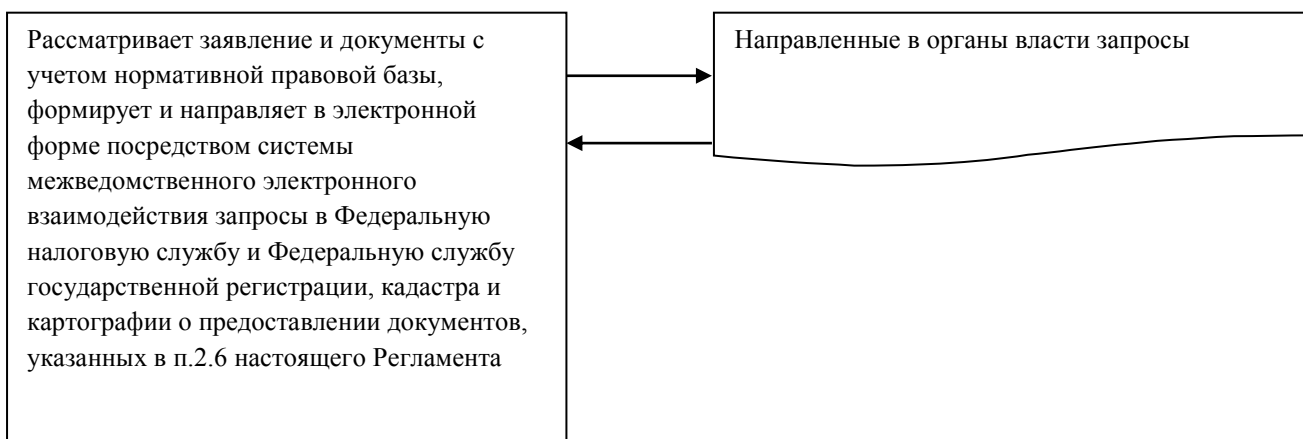 Рассматривает заявление и документы с
учетом нормативной правовой базы,
формирует и направляет в электронной
форме посредством системы
межведомственного электронного
взаимодействия запросы в Федеральную
налоговую службу и Федеральную службу
государственной регистрации, кадастра и
картографии о предоставлении документов,
указанных в п.2.6 настоящего Регламента
Направленные в органы власти запросы